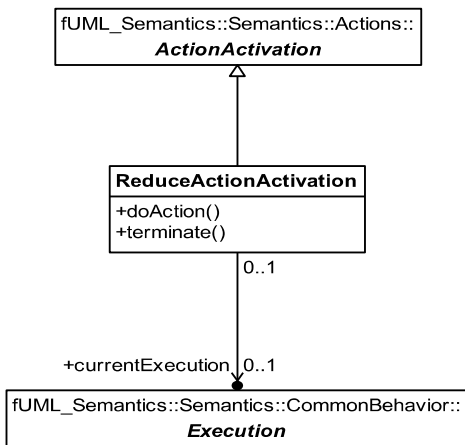 fUML_Semantics::Semantics::Actions::
ActionActivation
ReduceActionActivation
+doAction()
+terminate()
0..1
+currentExecution 0..1
fUML_Semantics::Semantics::CommonBehavior::
Execution